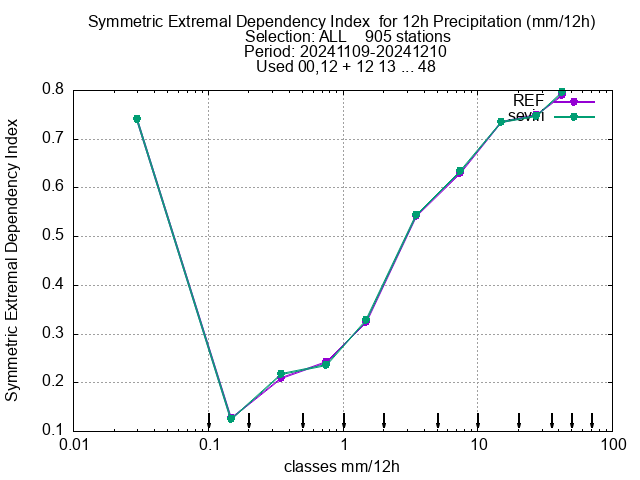 Symmetric Extremal Dependency Index  for 12h Precipitation (mm/12h)
Selection: ALL    905 stations
Period: 20241109-20241210
Used 00,12 + 12 13 ... 48
REF
seviri
0.8
0.7
0.6
0.5
0.4
0.3
0.2
0.1
Symmetric Extremal Dependency Index
0.01
0.1
1
10
100
classes mm/12h